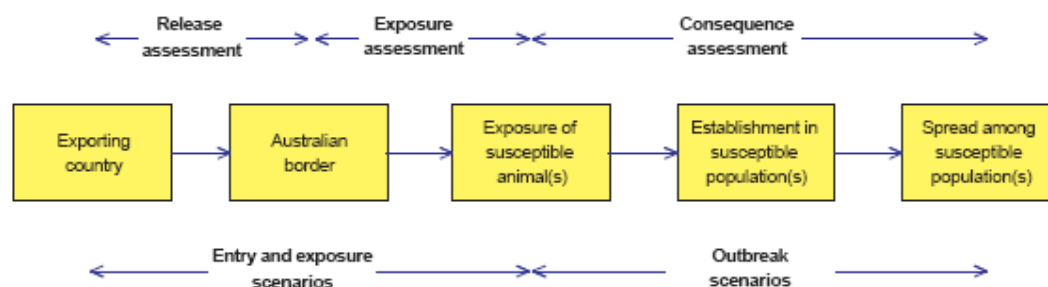 Release
assessment
Exposure
assessment
Consequence
assessment
Exporting
country
Australian
border
Exposure of
susceptible
animal(s)
Establishment in
susceptible
population(s)
Spread among
susceptible
population(s)
Entry and exposure
scenarios
Outbreak
scenarios